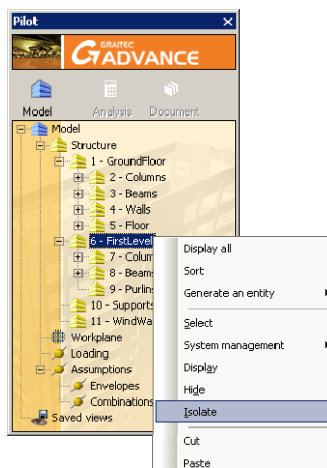 Pilot
GRAITEC
ADVANCE
Model
Analysis
Document
Model
Structure
1 - GroundFloor
2 - Columns
3 - Beams
4 - Walls
5 - Floor
6 - FirstLevel
7 - Colum
8 - Beams
9 - Purlins
10 - Supports
11 - WindWa
Workplane
Loading
Assumptions
Envelopes
Combinations
Saved views
Display all
Sort
Generate an entity
Select
System management
Display
Hide
Isolate
Cut
Paste